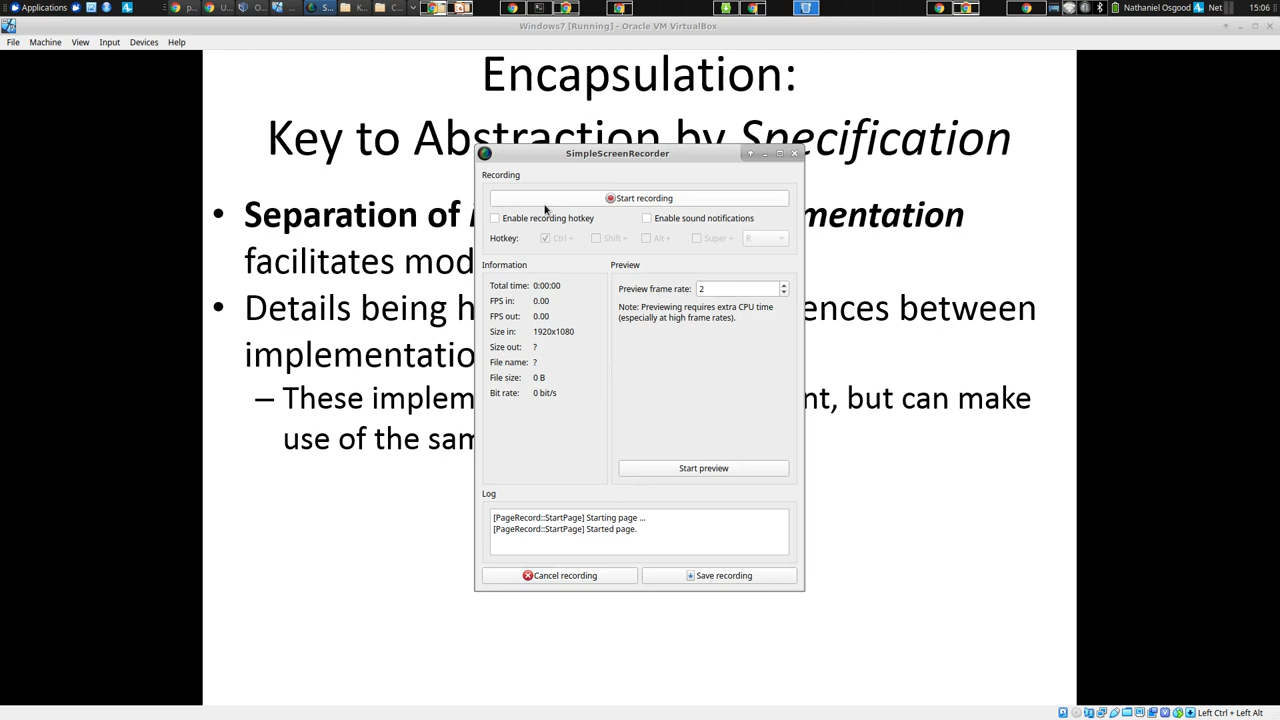 Applications p... U... S... K... C... Nathaniel Osgood Net 15:06
Windows7 [Running] - Oracle VM VirtualBox
File Machine View Input Devices Help
Encapsulation:
Key to Abstraction by Specification
SimpleScreenRecorder
Recording
Start recording
Enable recording hotkey Enable sound notifications
Hotkey: Ctrl + Shift + Alt + Super + R
Separation of mentation
facilitates mod
Details being h ences between
implementatio
These implem nt, but can make
use of the sam
Information Preview
Total time: 0:00:00
FPS in: 0.00
FPS out: 0.00
Size in: 1920x1080
Size out: ?
File name: ?
File size: 0 B
Bit rate: 0 bit/s
Preview frame rate: 2
Note: Previewing requires extra CPU time
(especially at high frame rates).
Start preview
Log
[PageRecord::StartPage] Starting page ...
[PageRecord::StartPage] Started page.
Cancel recording Save recording
Left Ctrl + Left Alt